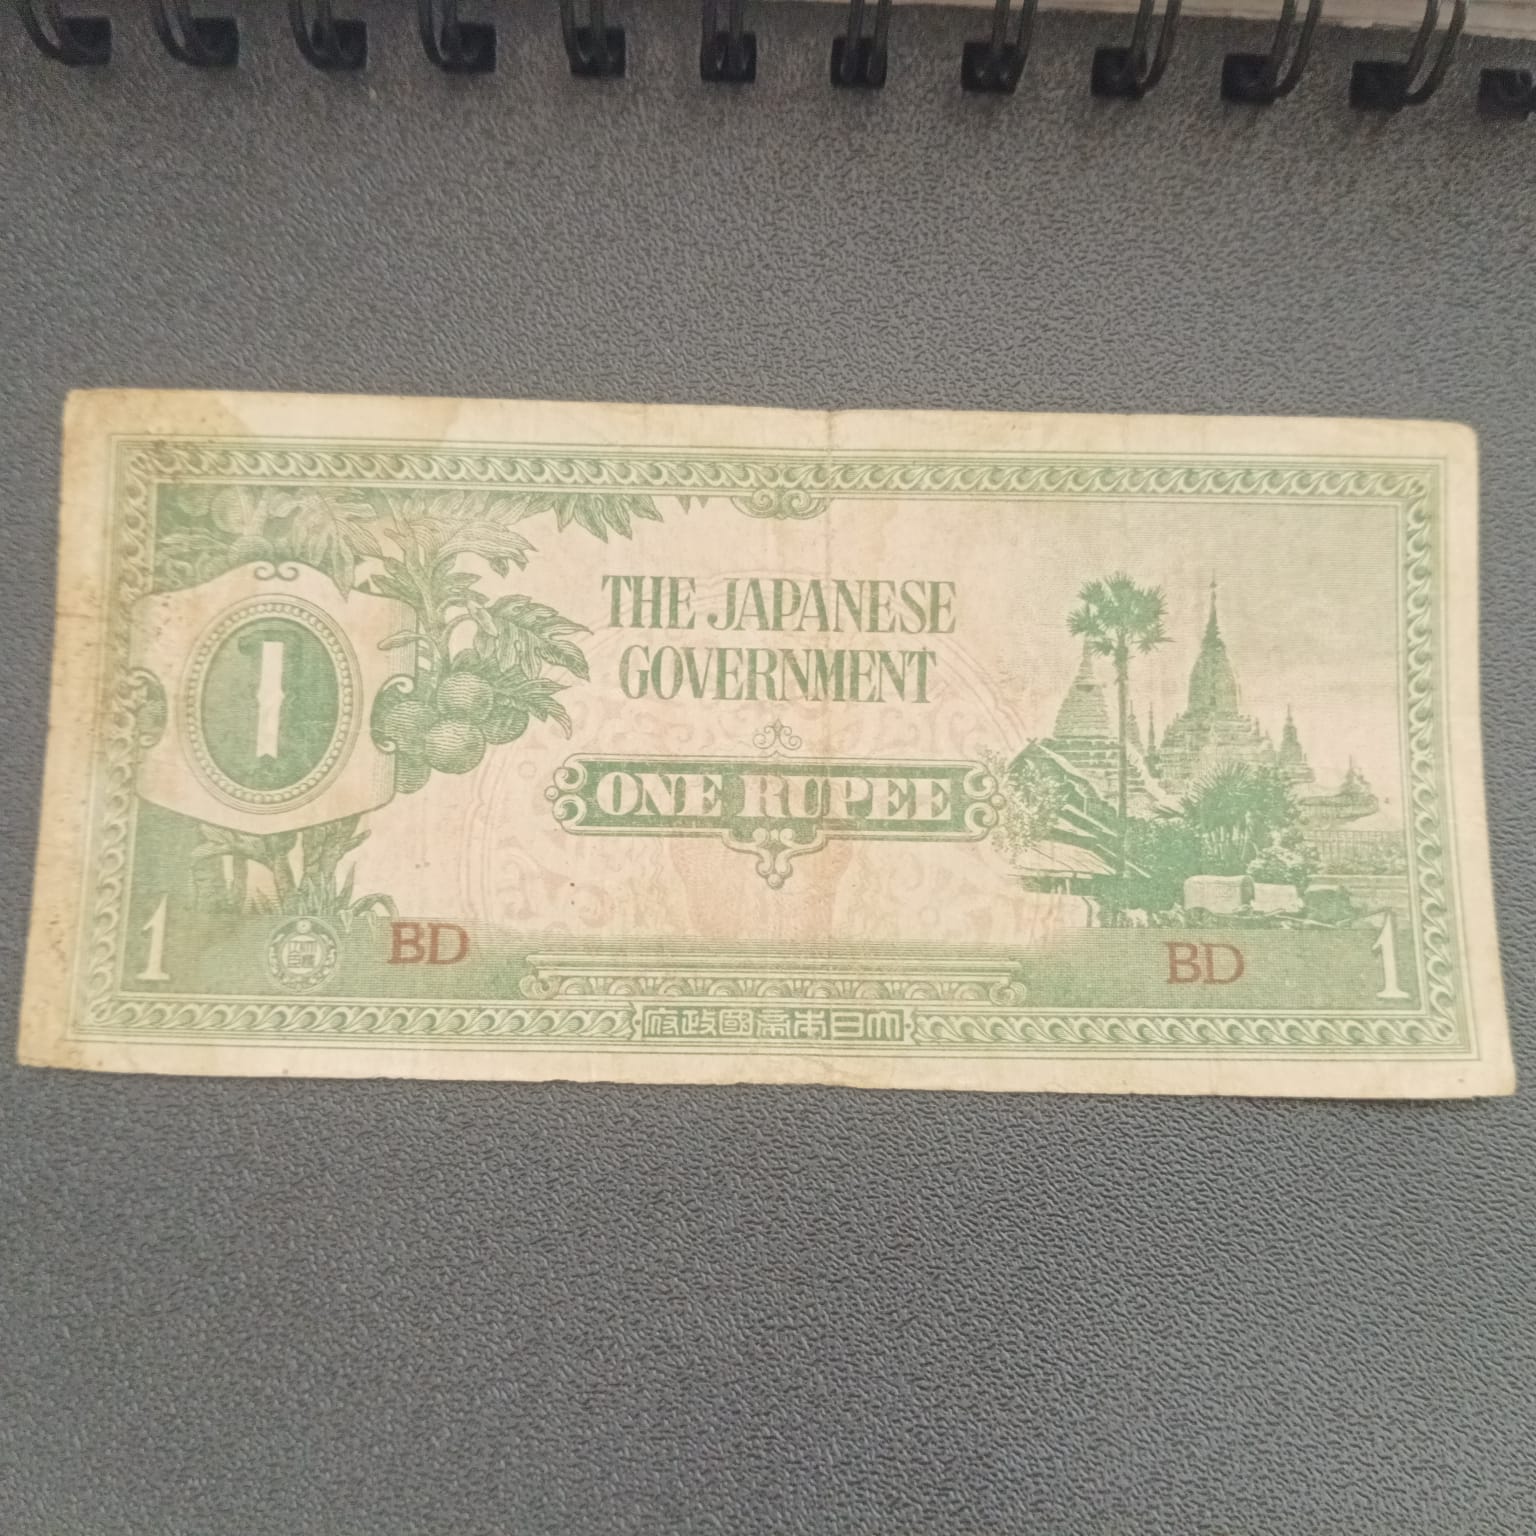 THE JAPANESE
GOVERNMENT
1
ONE RUPEE
1
BD
BD
1
府政國帝本日大